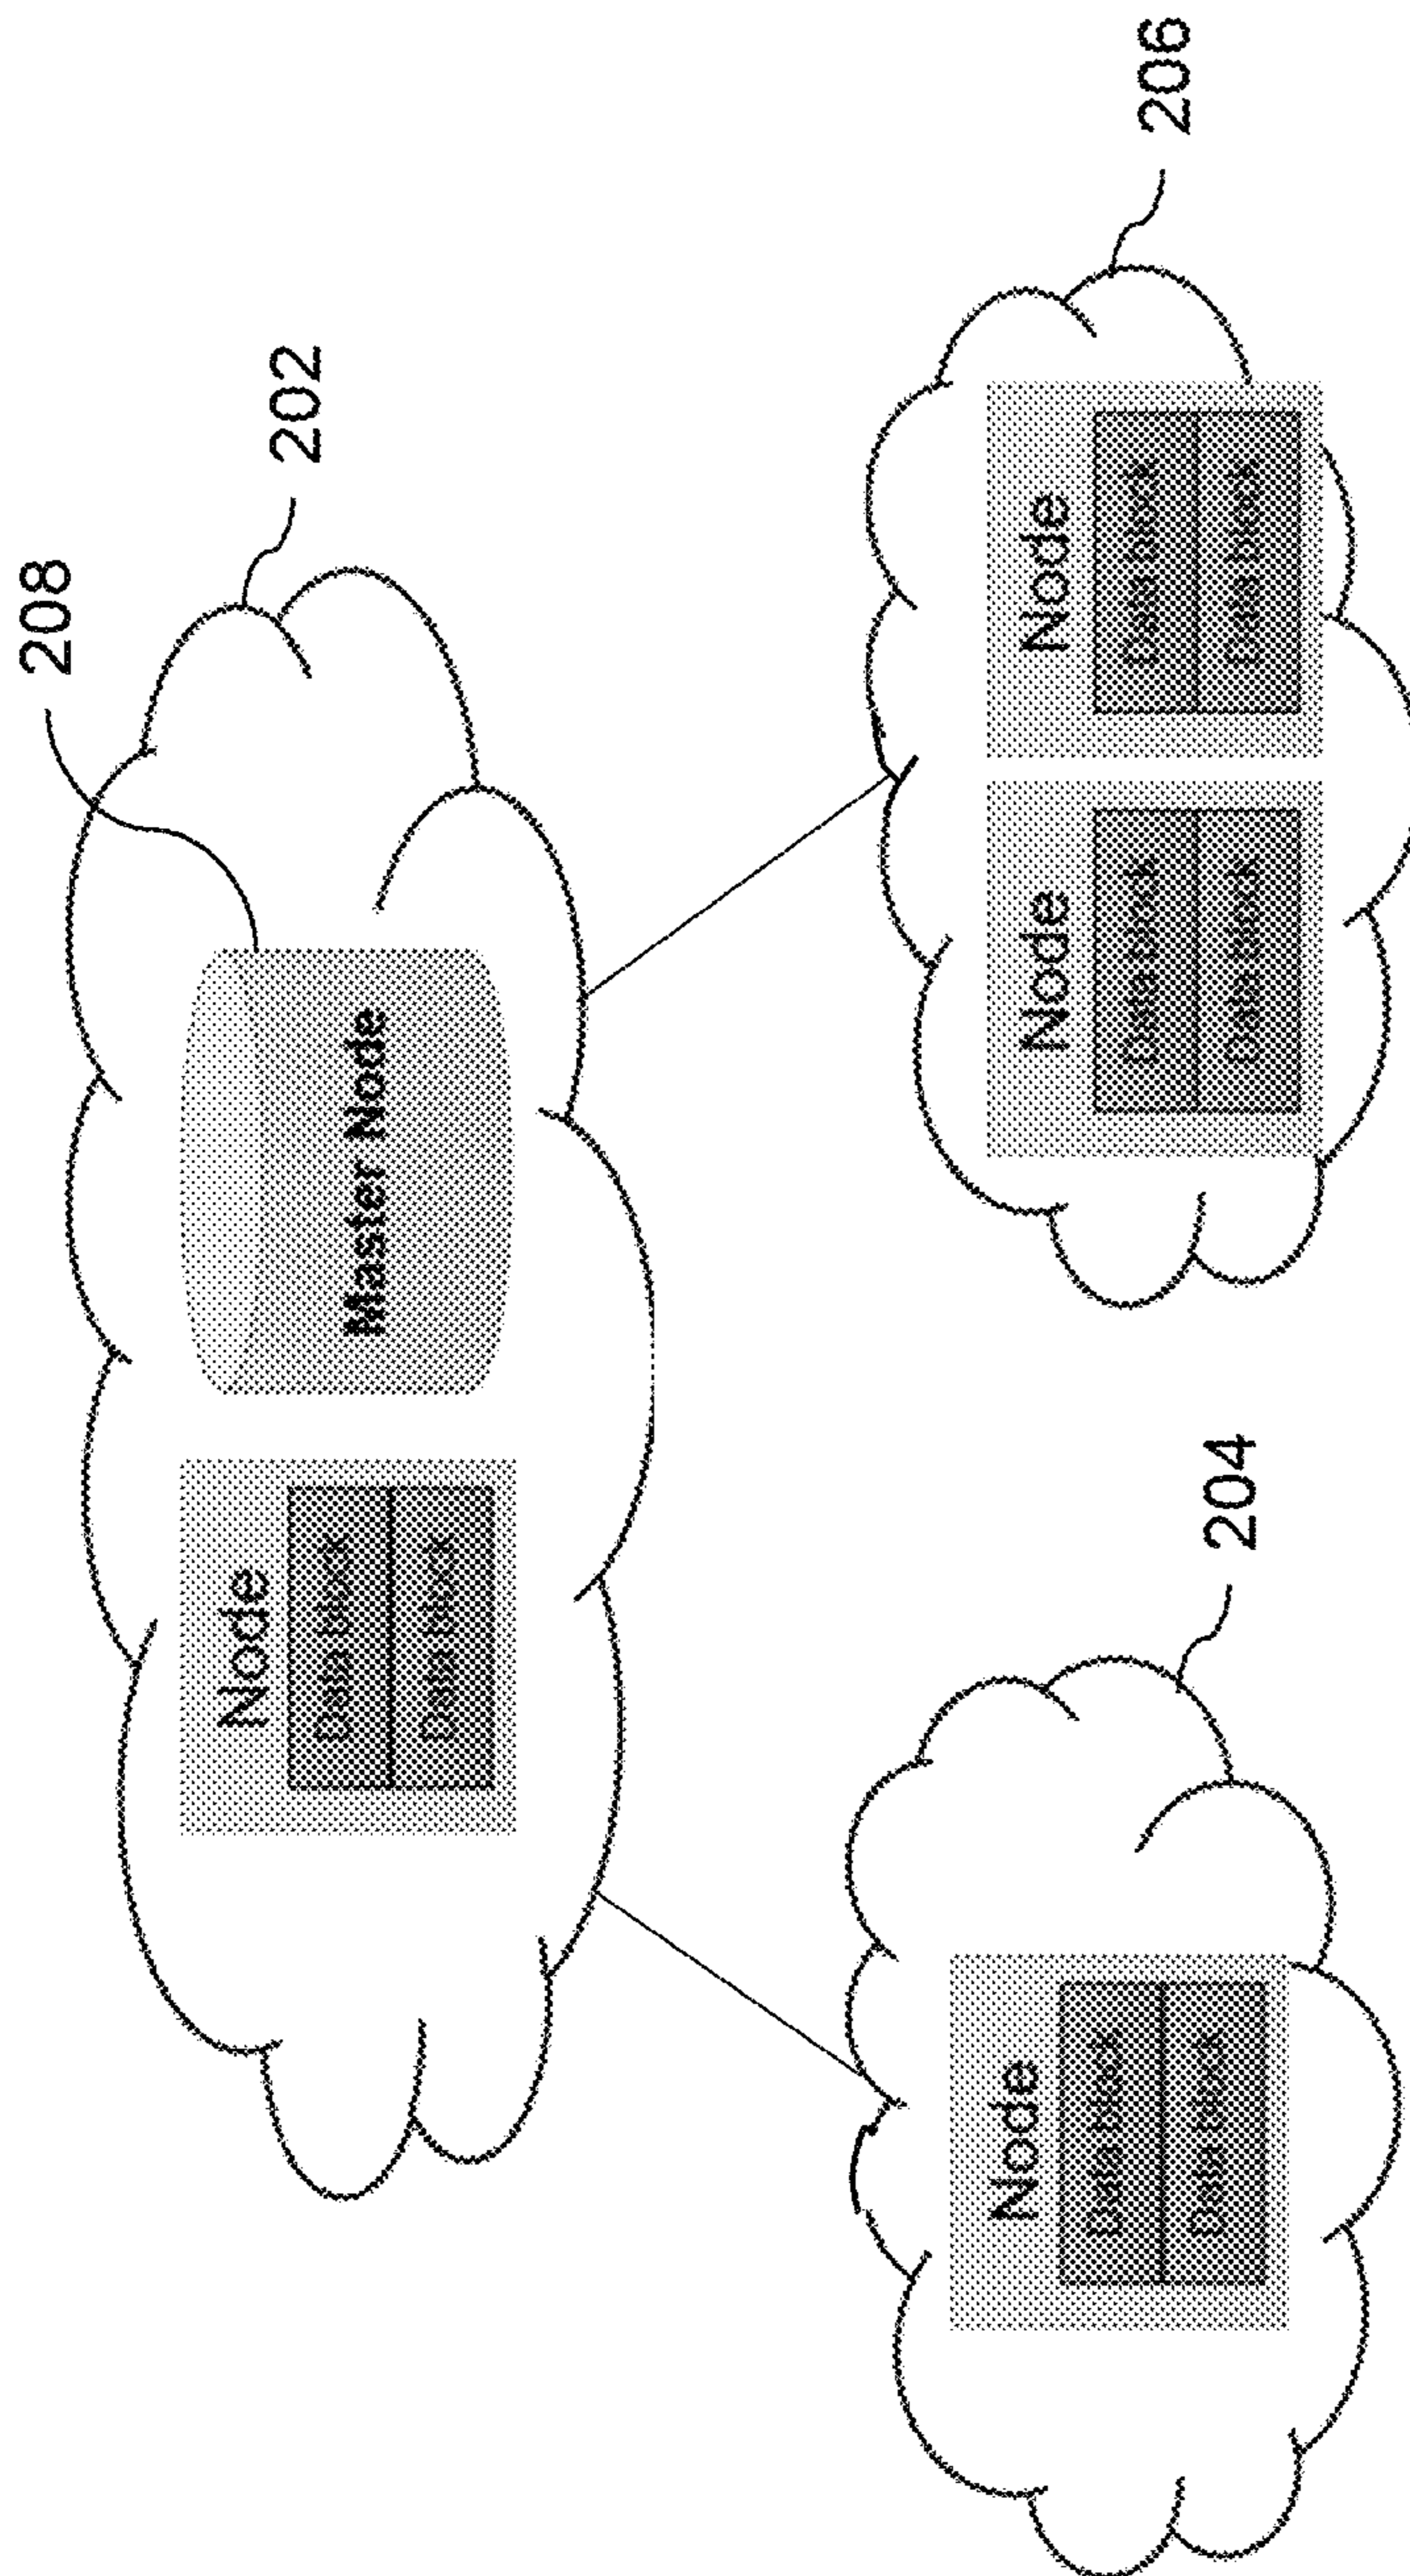 208
202
Node
Data block
Data block
Master Node
204
Node
Data block
Data block
206
Node
Data block
Data block
Node
Data block
Data block